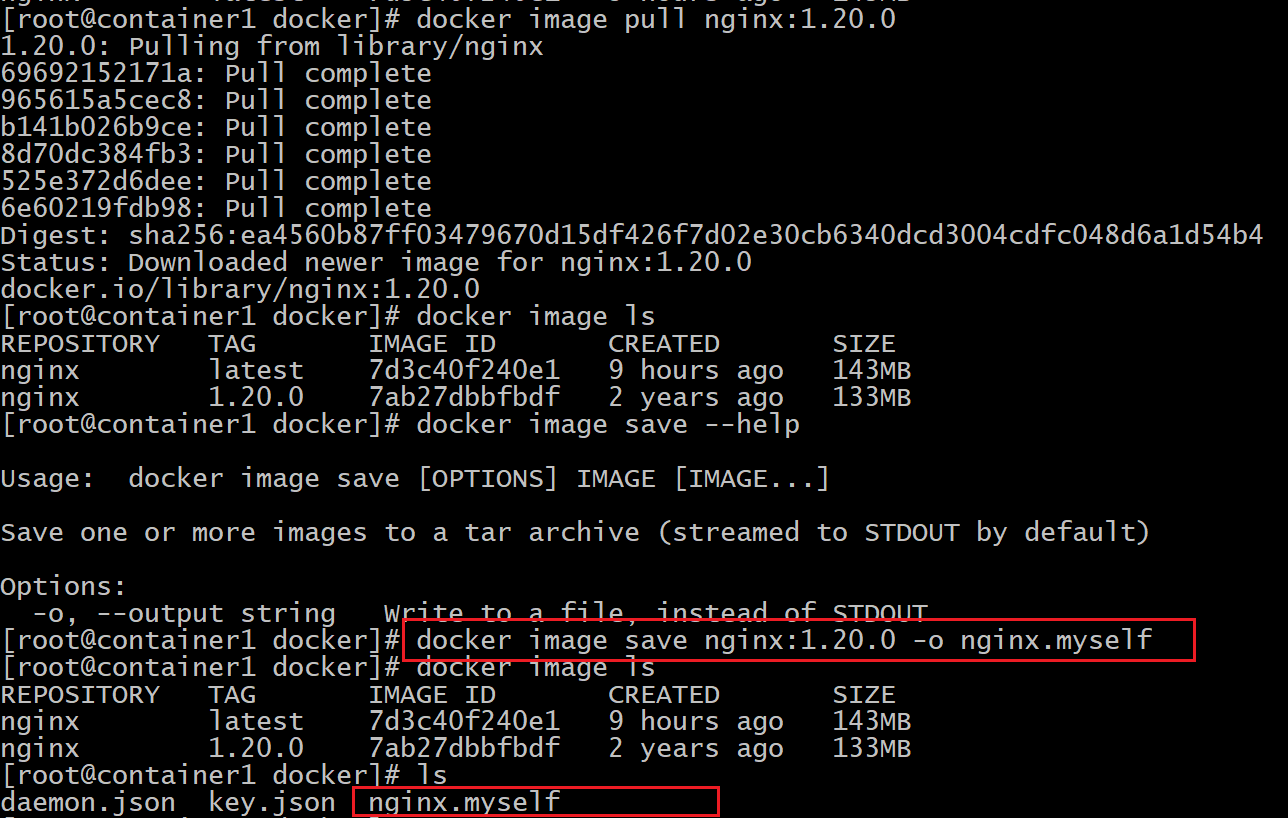 [root@container1 docker]# docker image pull nginx:1.20.0
1.20.0: Pulling from library/nginx
69692152171a: Pull complete
965615a5cec8: Pull complete
b141b026b9ce: Pull complete
8d70dc384fb3: Pull complete
525e372d6dee: Pull complete
6e60219fdb98: Pull complete
Digest: sha256:ea4560b87ff03479670d15df426f7d02e30cb6340dcd3004cdfc048d6a1d54b4
Status: Downloaded newer image for nginx:1.20.0
docker.io/library/nginx:1.20.0
[root@container1 docker]# docker image ls
REPOSITORY   TAG       IMAGE ID       CREATED       SIZE
nginx        latest    7d3c40f240e1   9 hours ago   143MB
nginx        1.20.0    7ab27dbbfbdf   2 years ago   133MB
[root@container1 docker]# docker image save --help
Usage:  docker image save [OPTIONS] IMAGE [IMAGE...]
Save one or more images to a tar archive (streamed to STDOUT by default)
Options:
  -o, --output string   Write to a file, instead of STDOUT
[root@container1 docker]# docker image save nginx:1.20.0 -o nginx.myself
[root@container1 docker]# docker image ls
REPOSITORY   TAG       IMAGE ID       CREATED       SIZE
nginx        latest    7d3c40f240e1   9 hours ago   143MB
nginx        1.20.0    7ab27dbbfbdf   2 years ago   133MB
[root@container1 docker]# ls
daemon.json  key.json  nginx.myself